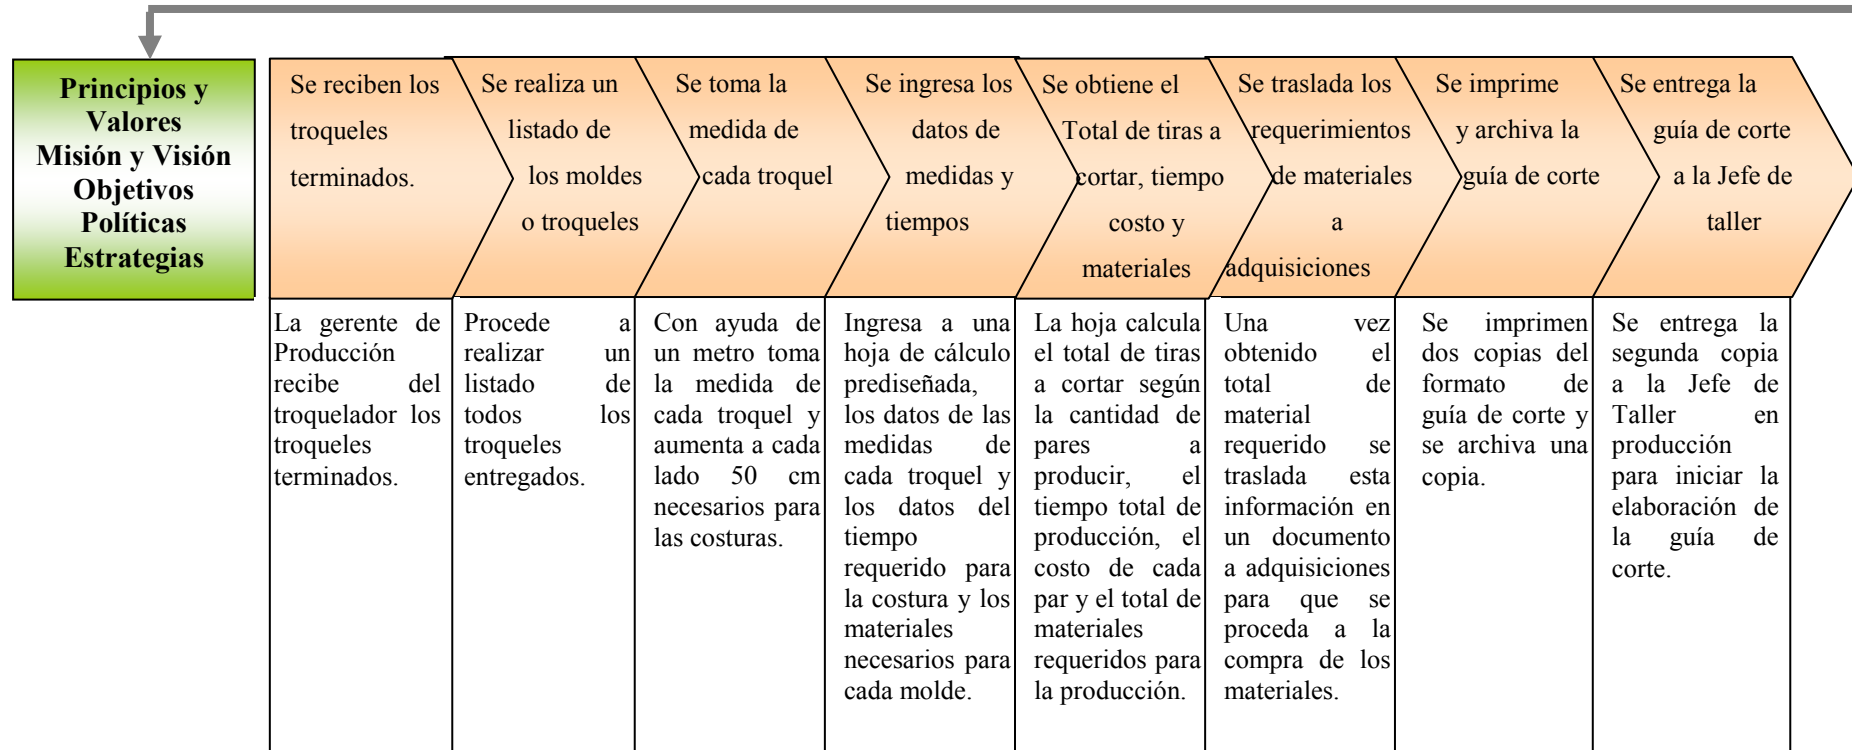 Principios y
Valores
Misión y Visión
Objetivos
Políticas
Estrategias
Se reciben los
troqueles
terminados.
Se realiza un
listado de
los moldes
o troqueles
Se toma la
medida de
cada troquel
Se ingresa los
datos de
medidas y
tiempos
Se obtiene el
Total de tiras a
cortar, tiempo
costo y
materiales
Se traslada los
requerimientos
de materiales
a
adquisiciones
Se imprime
y archiva la
guía de corte
Se entrega la
guía de corte
a la Jefe de
taller
La gerente de
Producción
recibe del
troquelador los
troqueles
terminados.
Procede a
realizar un
listado de
todos los
troqueles
entregados.
Con ayuda de
un metro toma
la medida de
cada troquel y
aumenta a cada
lado 50 cm
necesarios para
las costuras.
Ingresa a una
hoja de cálculo
prediseñada,
los datos de las
medidas de
cada troquel y
los datos del
tiempo
requerido para
la costura y los
materiales
necesarios para
cada molde.
La hoja calcula
el total de tiras
a cortar según
la cantidad de
pares a
producir, el
tiempo total de
producción, el
costo de cada
par y el total de
materiales
requeridos para
la producción.
Una vez
obtenido el
total de
material
requerido se
traslada esta
información en
un documento
a adquisiciones
para que se
proceda a la
compra de los
materiales.
Se imprimen
dos copias del
formato de
guía de corte y
se archiva una
copia.
Se entrega la
segunda copia
a la Jefe de
Taller en
producción
para iniciar la
elaboración de
la guía de
corte.